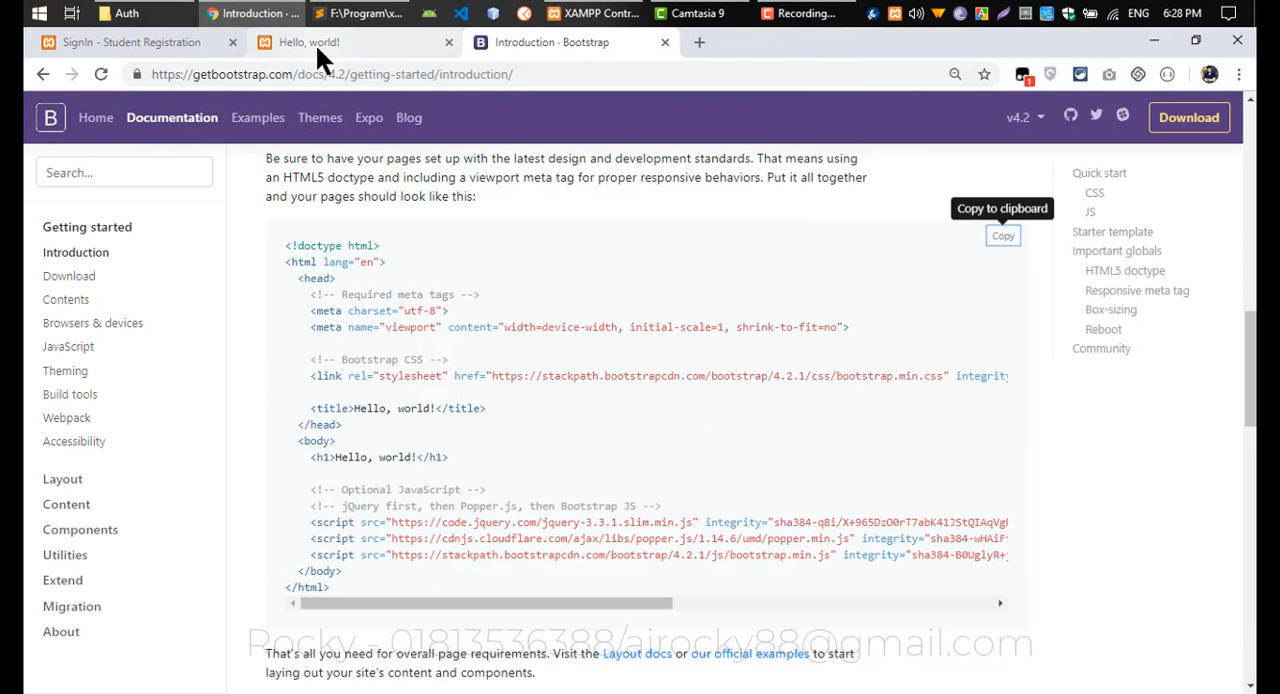 Introduction - ...
F:\Program\x...
XAMPP Contr...
Camtasia 9
Recording...
Auth
ENG
6:28 PM
SignIn - Student Registration
Hello, world!
Introduction · Bootstrap
https://getbootstrap.com/docs/4.2/getting-started/introduction/
1
B
Home
Documentation
Examples
Themes
Expo
Blog
v4.2
Download
Search...
Getting started
Introduction
Download
Contents
Browsers & devices
JavaScript
Theming
Build tools
Webpack
Accessibility
Layout
Content
Components
Utilities
Extend
Migration
About
Be sure to have your pages set up with the latest design and development standards. That means using
an HTML5 doctype and including a viewport meta tag for proper responsive behaviors. Put it all together
and your pages should look like this:
Copy to clipboard
Copy
<!doctype html>
<html lang="en">
<head>
<!-- Required meta tags -->
<meta charset="utf-8">
<meta name="viewport" content="width=device-width, initial-scale=1, shrink-to-fit=no">
<!-- Bootstrap CSS -->
<link rel="stylesheet" href="https://stackpath.bootstrapcdn.com/bootstrap/4.2.1/css/bootstrap.min.css" integrity
<title>Hello, world!</title>
</head>
<body>
<h1>Hello, world!</h1>
<!-- Optional JavaScript -->
<!-- jQuery first, then Popper.js, then Bootstrap JS -->
<script src="https://code.jquery.com/jquery-3.3.1.slim.min.js" integrity="sha384-q8i/X+965DzO0rT7abK41JStQIAqVgR
<script src="https://cdnjs.cloudflare.com/ajax/libs/popper.js/1.14.6/umd/popper.min.js" integrity="sha384-wHAiF
<script src="https://stackpath.bootstrapcdn.com/bootstrap/4.2.1/js/bootstrap.min.js" integrity="sha384-B0UglyR+
</body>
</html>
That's all you need for overall page requirements. Visit the Layout docs or our official examples to start
laying out your site's content and components.
Rocky - 01813536388/airocky88@gmail.com
Quick start
CSS
JS
Starter template
Important globals
HTML5 doctype
Responsive meta tag
Box-sizing
Reboot
Community